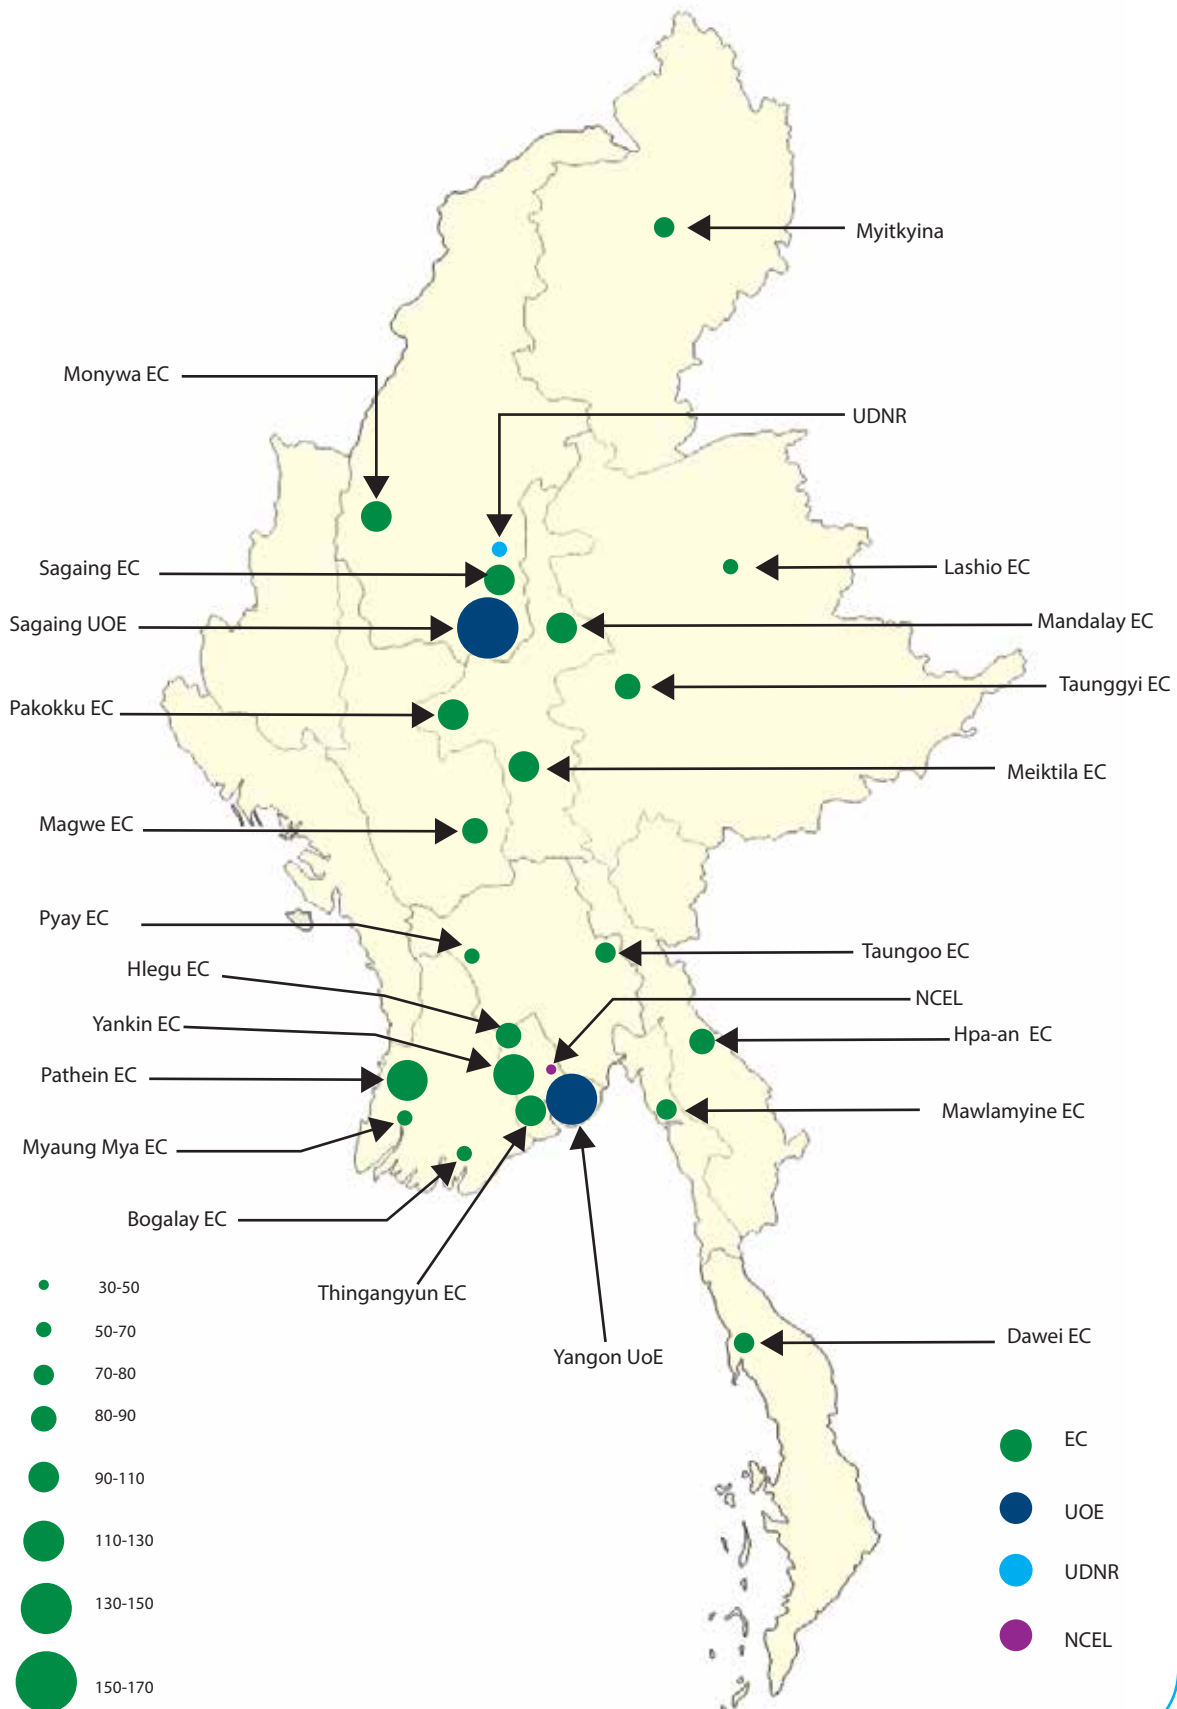 Myitkyina
Monywa EC
UDNR
Sagaing EC
Lashio EC
Sagaing UOE
Mandalay EC
Taunggyi EC
Pakokku EC
Meiktila EC
Magwe EC
Pyay EC
Taungoo EC
Hlegu EC
NCEL
Yankin EC
Hpa-an  EC
Pathein EC
Mawlamyine EC
Myaung Mya EC
Bogalay EC
Thingangyun EC
Yangon UoE
Dawei EC
30-50
50-70
70-80
80-90
90-110
110-130
130-150
150-170
EC
UOE
UDNR
NCEL